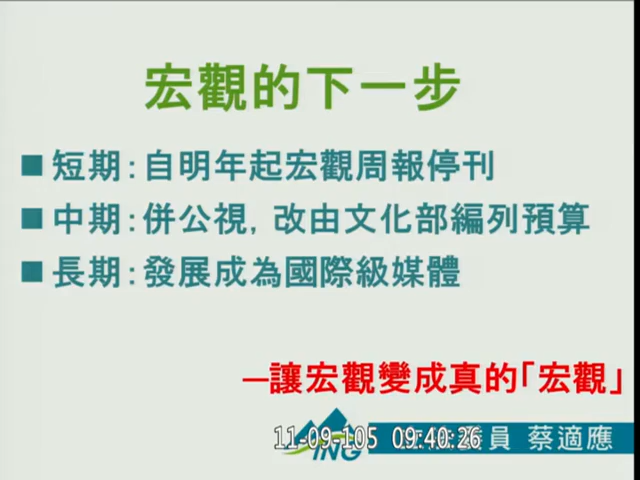 宏觀的下一步
■短期:自明年起宏觀周報停刊
■中期:併公視,改由文化部編列預算
■長期:發展成為國際級媒體
—讓宏觀變成真的「宏觀」
ING
11-09-105 09:40:26
員 蔡適應